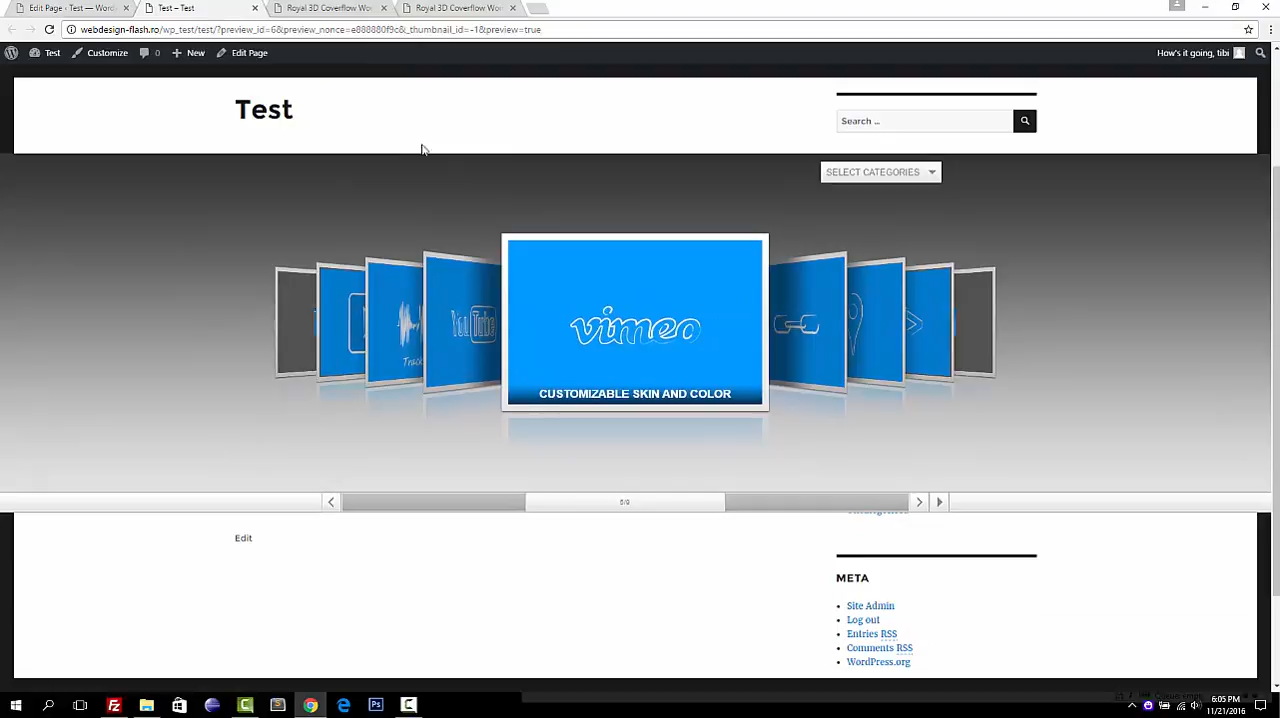 Edit Page ‹ Test — Word
Test – Test
Royal 3D Coverflow Wo
Royal 3D Coverflow Wo
webdesign-flash.ro/wp_test/test/?preview_id=6&preview_nonce=e888880f9c&_thumbnail_id=-1&preview=true
Test
Customize
0
New
Edit Page
How's it going, tibi
Test
Search …
SELECT CATEGORIES
Track
You Tube
vimeo
CUSTOMIZABLE SKIN AND COLOR
Edit
META
Site Admin
Log out
Entries RSS
Comments RSS
WordPress.org
6:05 PM
11/21/2016